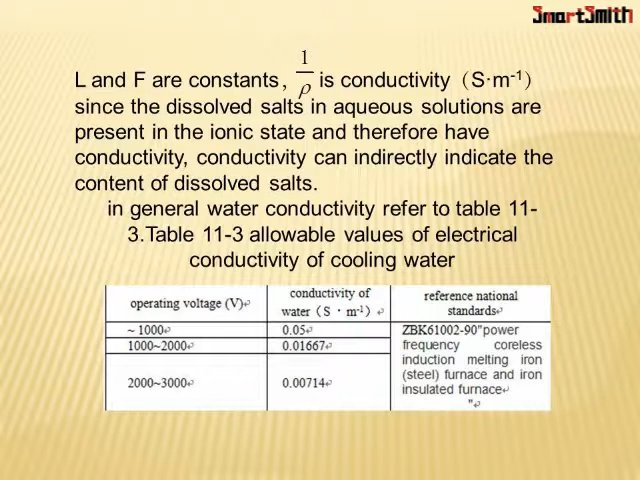 SmartSmith
L and F are constants, 1/ρ is conductivity （S·m-1）
since the dissolved salts in aqueous solutions are
present in the ionic state and therefore have
conductivity, conductivity can indirectly indicate the
content of dissolved salts.
in general water conductivity refer to table 11-
3.Table 11-3 allowable values of electrical
conductivity of cooling water
operating voltage (V)↵
conductivity of
water（S · m-1）↵
reference national
standards↵
~ 1000↵
0.05↵
1000~2000↵
0.01667↵
2000~3000↵
0.00714↵
ZBK61002-90"power
frequency coreless
induction melting iron
(steel) furnace and iron
insulated furnace↵
"↵